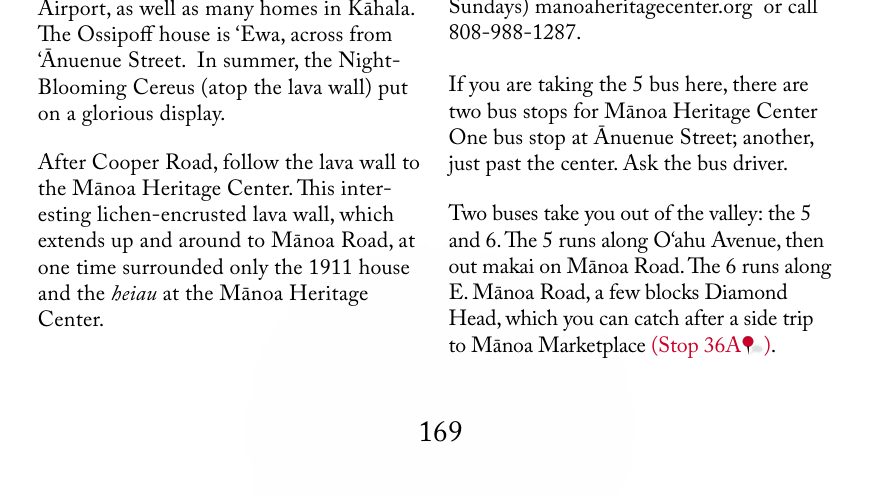 Airport, as well as many homes in Kāhala.
The Ossipoff house is ‘Ewa, across from
‘Ānuenue Street.  In summer, the Night-
Blooming Cereus (atop the lava wall) put
on a glorious display.
After Cooper Road, follow the lava wall to
the Mānoa Heritage Center. This inter-
esting lichen-encrusted lava wall, which
extends up and around to Mānoa Road, at
one time surrounded only the 1911 house
and the heiau at the Mānoa Heritage
Center.
Sundays) manoaheritagecenter.org  or call
808-988-1287.
If you are taking the 5 bus here, there are
two bus stops for Mānoa Heritage Center
One bus stop at Ānuenue Street; another,
just past the center. Ask the bus driver.
Two buses take you out of the valley: the 5
and 6. The 5 runs along O‘ahu Avenue, then
out makai on Mānoa Road. The 6 runs along
E. Mānoa Road, a few blocks Diamond
Head, which you can catch after a side trip
to Mānoa Marketplace (Stop 36A ).
169